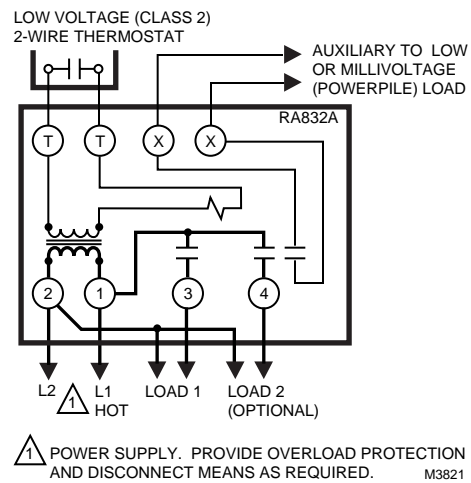 LOW VOLTAGE (CLASS 2)
2-WIRE THERMOSTAT
AUXILIARY TO LOW
OR MILLIVOLTAGE
(POWERPILE) LOAD
RA832A
T T X X
2 1 3 4
L2 1 L1 LOAD 1 LOAD 2
HOT (OPTIONAL)
1 POWER SUPPLY. PROVIDE OVERLOAD PROTECTION
AND DISCONNECT MEANS AS REQUIRED. M3821